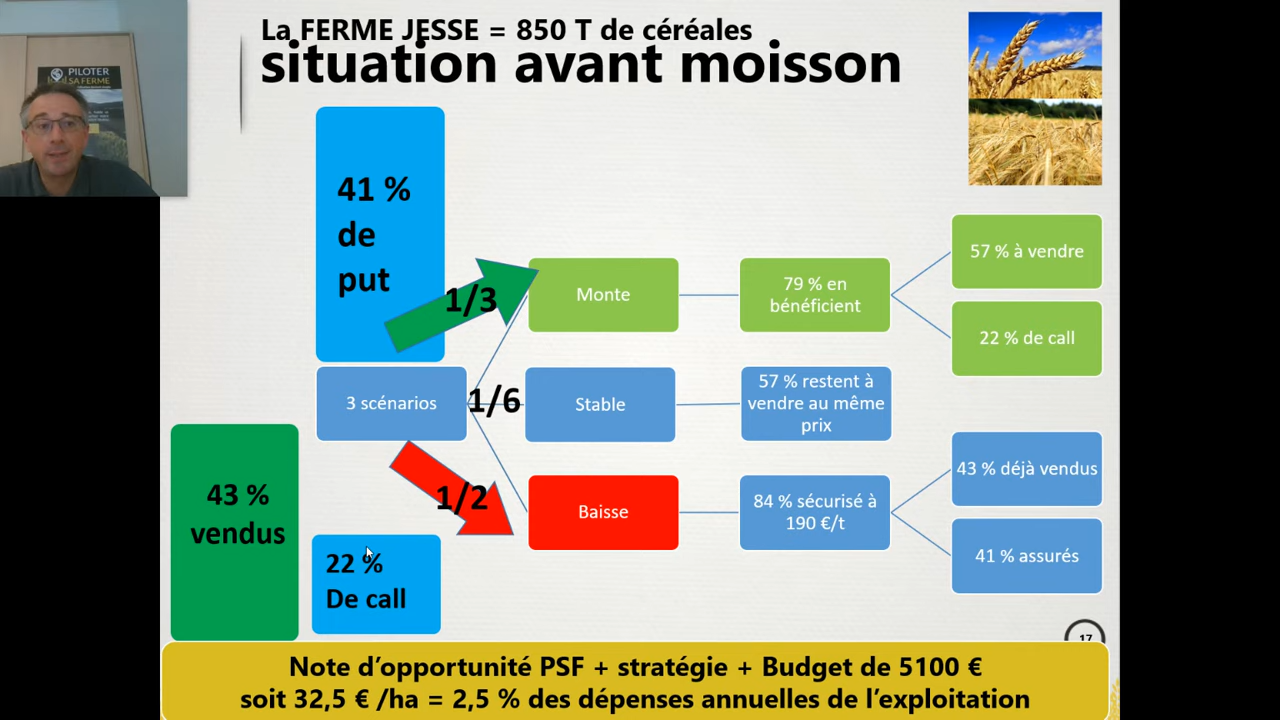 La FERME JESSE = 850 T de céréales
situation avant moisson
PILOTER
SA FERME
41 %
de
put
1/3
Monte
79 % en
bénéficient
57 % à vendre
22 % de call
3 scénarios
1/6
Stable
57 % restent à
vendre au même
prix
43 %
vendus
1/2
Baisse
84 % sécurisé à
190 €/t
43 % déjà vendus
41 % assurés
22 %
De call
17
Note d’opportunité PSF + stratégie + Budget de 5100 €
soit 32,5 € /ha = 2,5 % des dépenses annuelles de l’exploitation